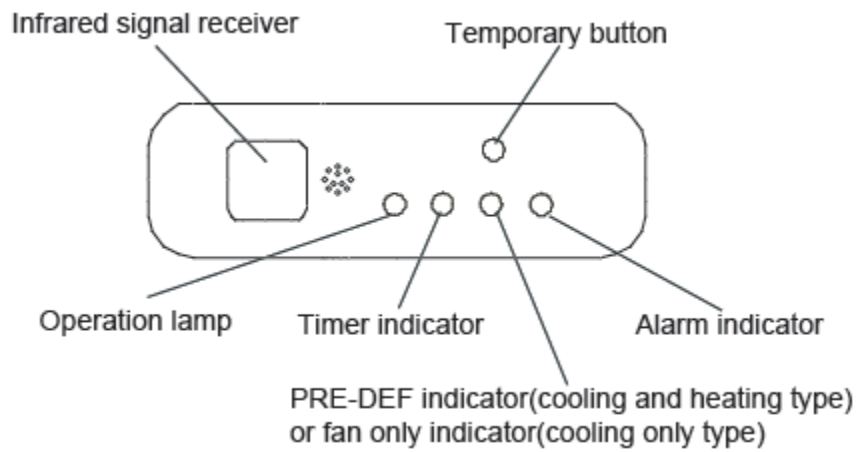 Infrared signal receiver
Temporary button
Operation lamp
Timer indicator
Alarm indicator
PRE-DEF indicator(cooling and heating type)
or fan only indicator(cooling only type)